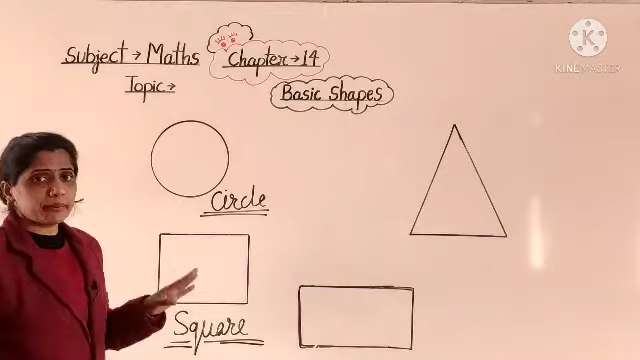 Subject → Maths
Chapter → 14
Topic →
Basic Shapes
Circle
Square
K
KINEMASTER